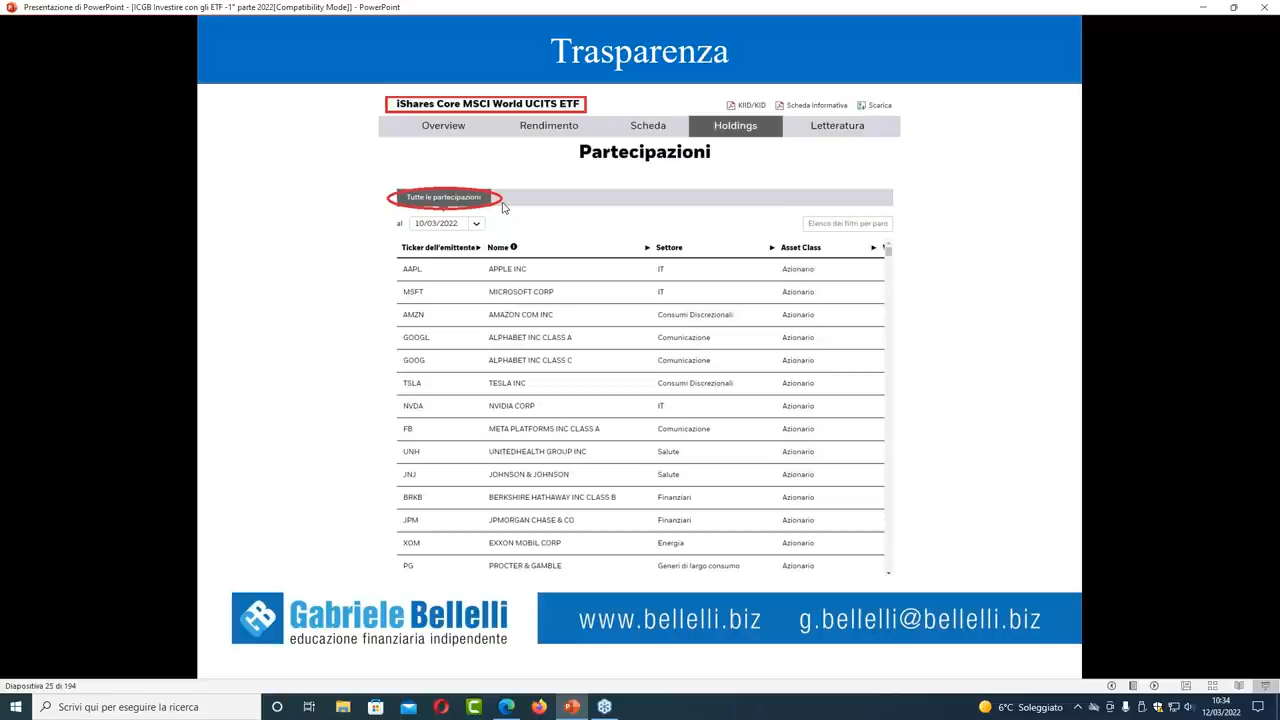 Presentazione di PowerPoint - [ICGB Investire con gli ETF -1° parte 2022[Compatibility Mode]] - PowerPoint
Trasparenza
iShares Core MSCI World UCITS ETF
KIID/KID Scheda informativa Scarica
Overview Rendimento Scheda Holdings Letteratura
Partecipazioni
Tutte le partecipazioni
al 10/03/2022 Elenco dei filtri per paro
Ticker dell'emittente Nome Settore Asset Class
AAPL APPLE INC IT Azionario
MSFT MICROSOFT CORP IT Azionario
AMZN AMAZON COM INC Consumi Discrezionali Azionario
GOOGL ALPHABET INC CLASS A Comunicazione Azionario
GOOG ALPHABET INC CLASS C Comunicazione Azionario
TSLA TESLA INC Consumi Discrezionali Azionario
NVDA NVIDIA CORP IT Azionario
FB META PLATFORMS INC CLASS A Comunicazione Azionario
UNH UNITEDHEALTH GROUP INC Salute Azionario
JNJ JOHNSON & JOHNSON Salute Azionario
BRKB BERKSHIRE HATHAWAY INC CLASS B Finanziari Azionario
JPM JPMORGAN CHASE & CO Finanziari Azionario
XOM EXXON MOBIL CORP Energia Azionario
PG PROCTER & GAMBLE Generi di largo consumo Azionario
Gabriele Bellelli
educazione finanziaria indipendente
www.bellelli.biz g.bellelli@bellelli.biz
Diapositiva 25 di 194
Scrivi qui per eseguire la ricerca
6°C Soleggiato
10:34
12/03/2022